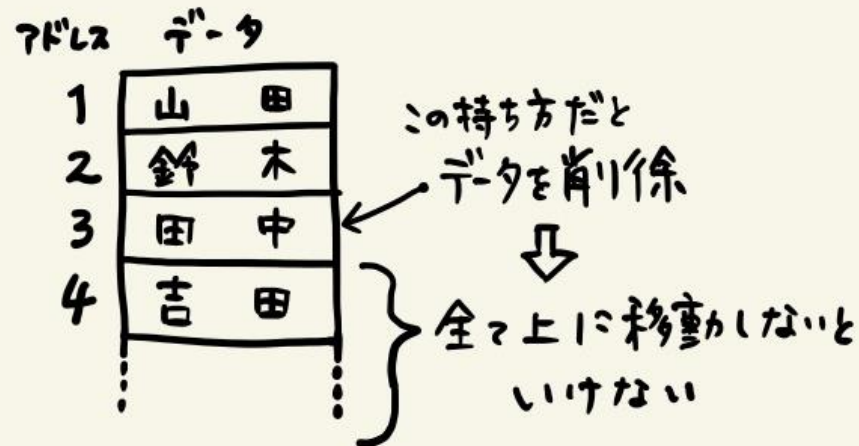 アドレス データ
1 山田
2 鈴木
3 田中
4 吉田
この持ち方だと
データを削除
全て上に移動しないと
いけない